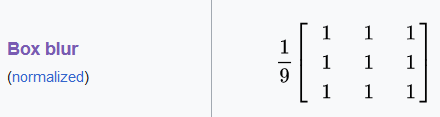 Box blur
(normalized)
1/9 [ 1 1 1
1 1 1
1 1 1 ]